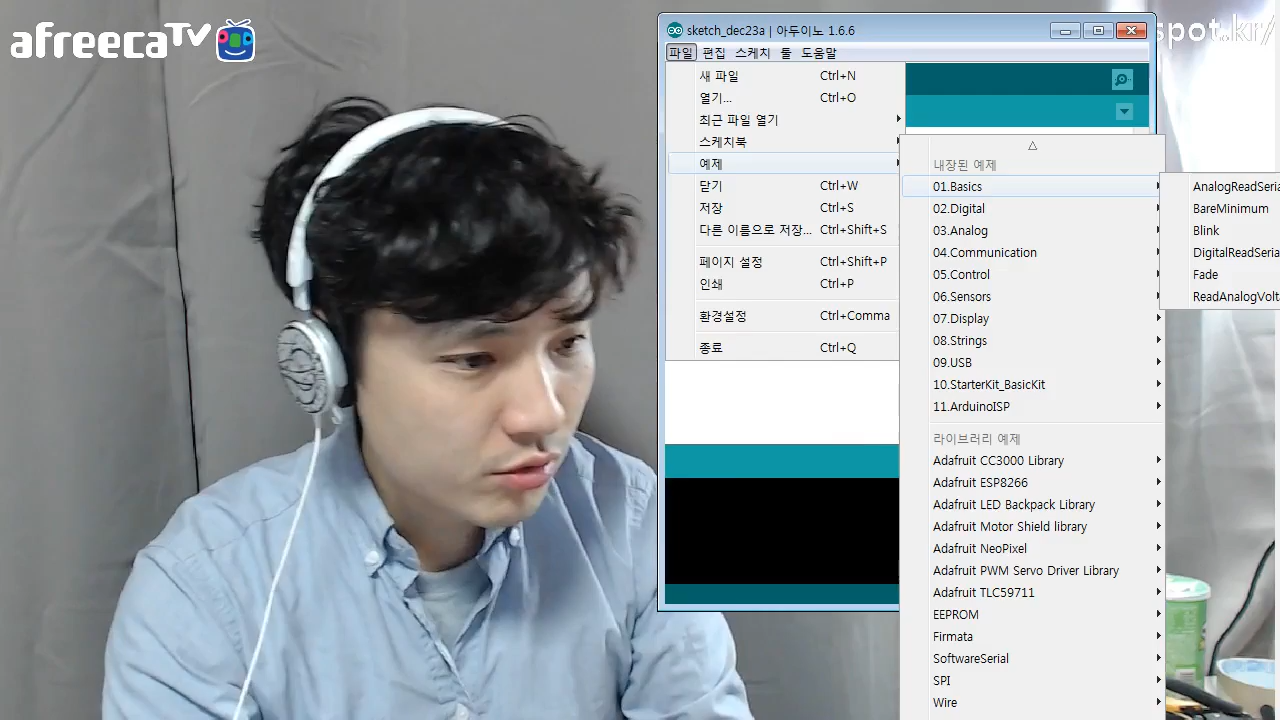 afreecaTV
spot.kr/
sketch_dec23a | 아두이노 1.6.6
파일 편집 스케치 툴 도움말
새 파일 Ctrl+N
열기... Ctrl+O
최근 파일 열기
스케치북
예제
닫기 Ctrl+W
저장 Ctrl+S
다른 이름으로 저장... Ctrl+Shift+S
페이지 설정 Ctrl+Shift+P
인쇄 Ctrl+P
환경설정 Ctrl+Comma
종료 Ctrl+Q
내장된 예제
01.Basics
02.Digital
03.Analog
04.Communication
05.Control
06.Sensors
07.Display
08.Strings
09.USB
10.StarterKit_BasicKit
11.ArduinoISP
라이브러리 예제
Adafruit CC3000 Library
Adafruit ESP8266
Adafruit LED Backpack Library
Adafruit Motor Shield library
Adafruit NeoPixel
Adafruit PWM Servo Driver Library
Adafruit TLC59711
EEPROM
Firmata
SoftwareSerial
SPI
Wire
AnalogReadSeri
BareMinimum
Blink
DigitalReadSeria
Fade
ReadAnalogVolt